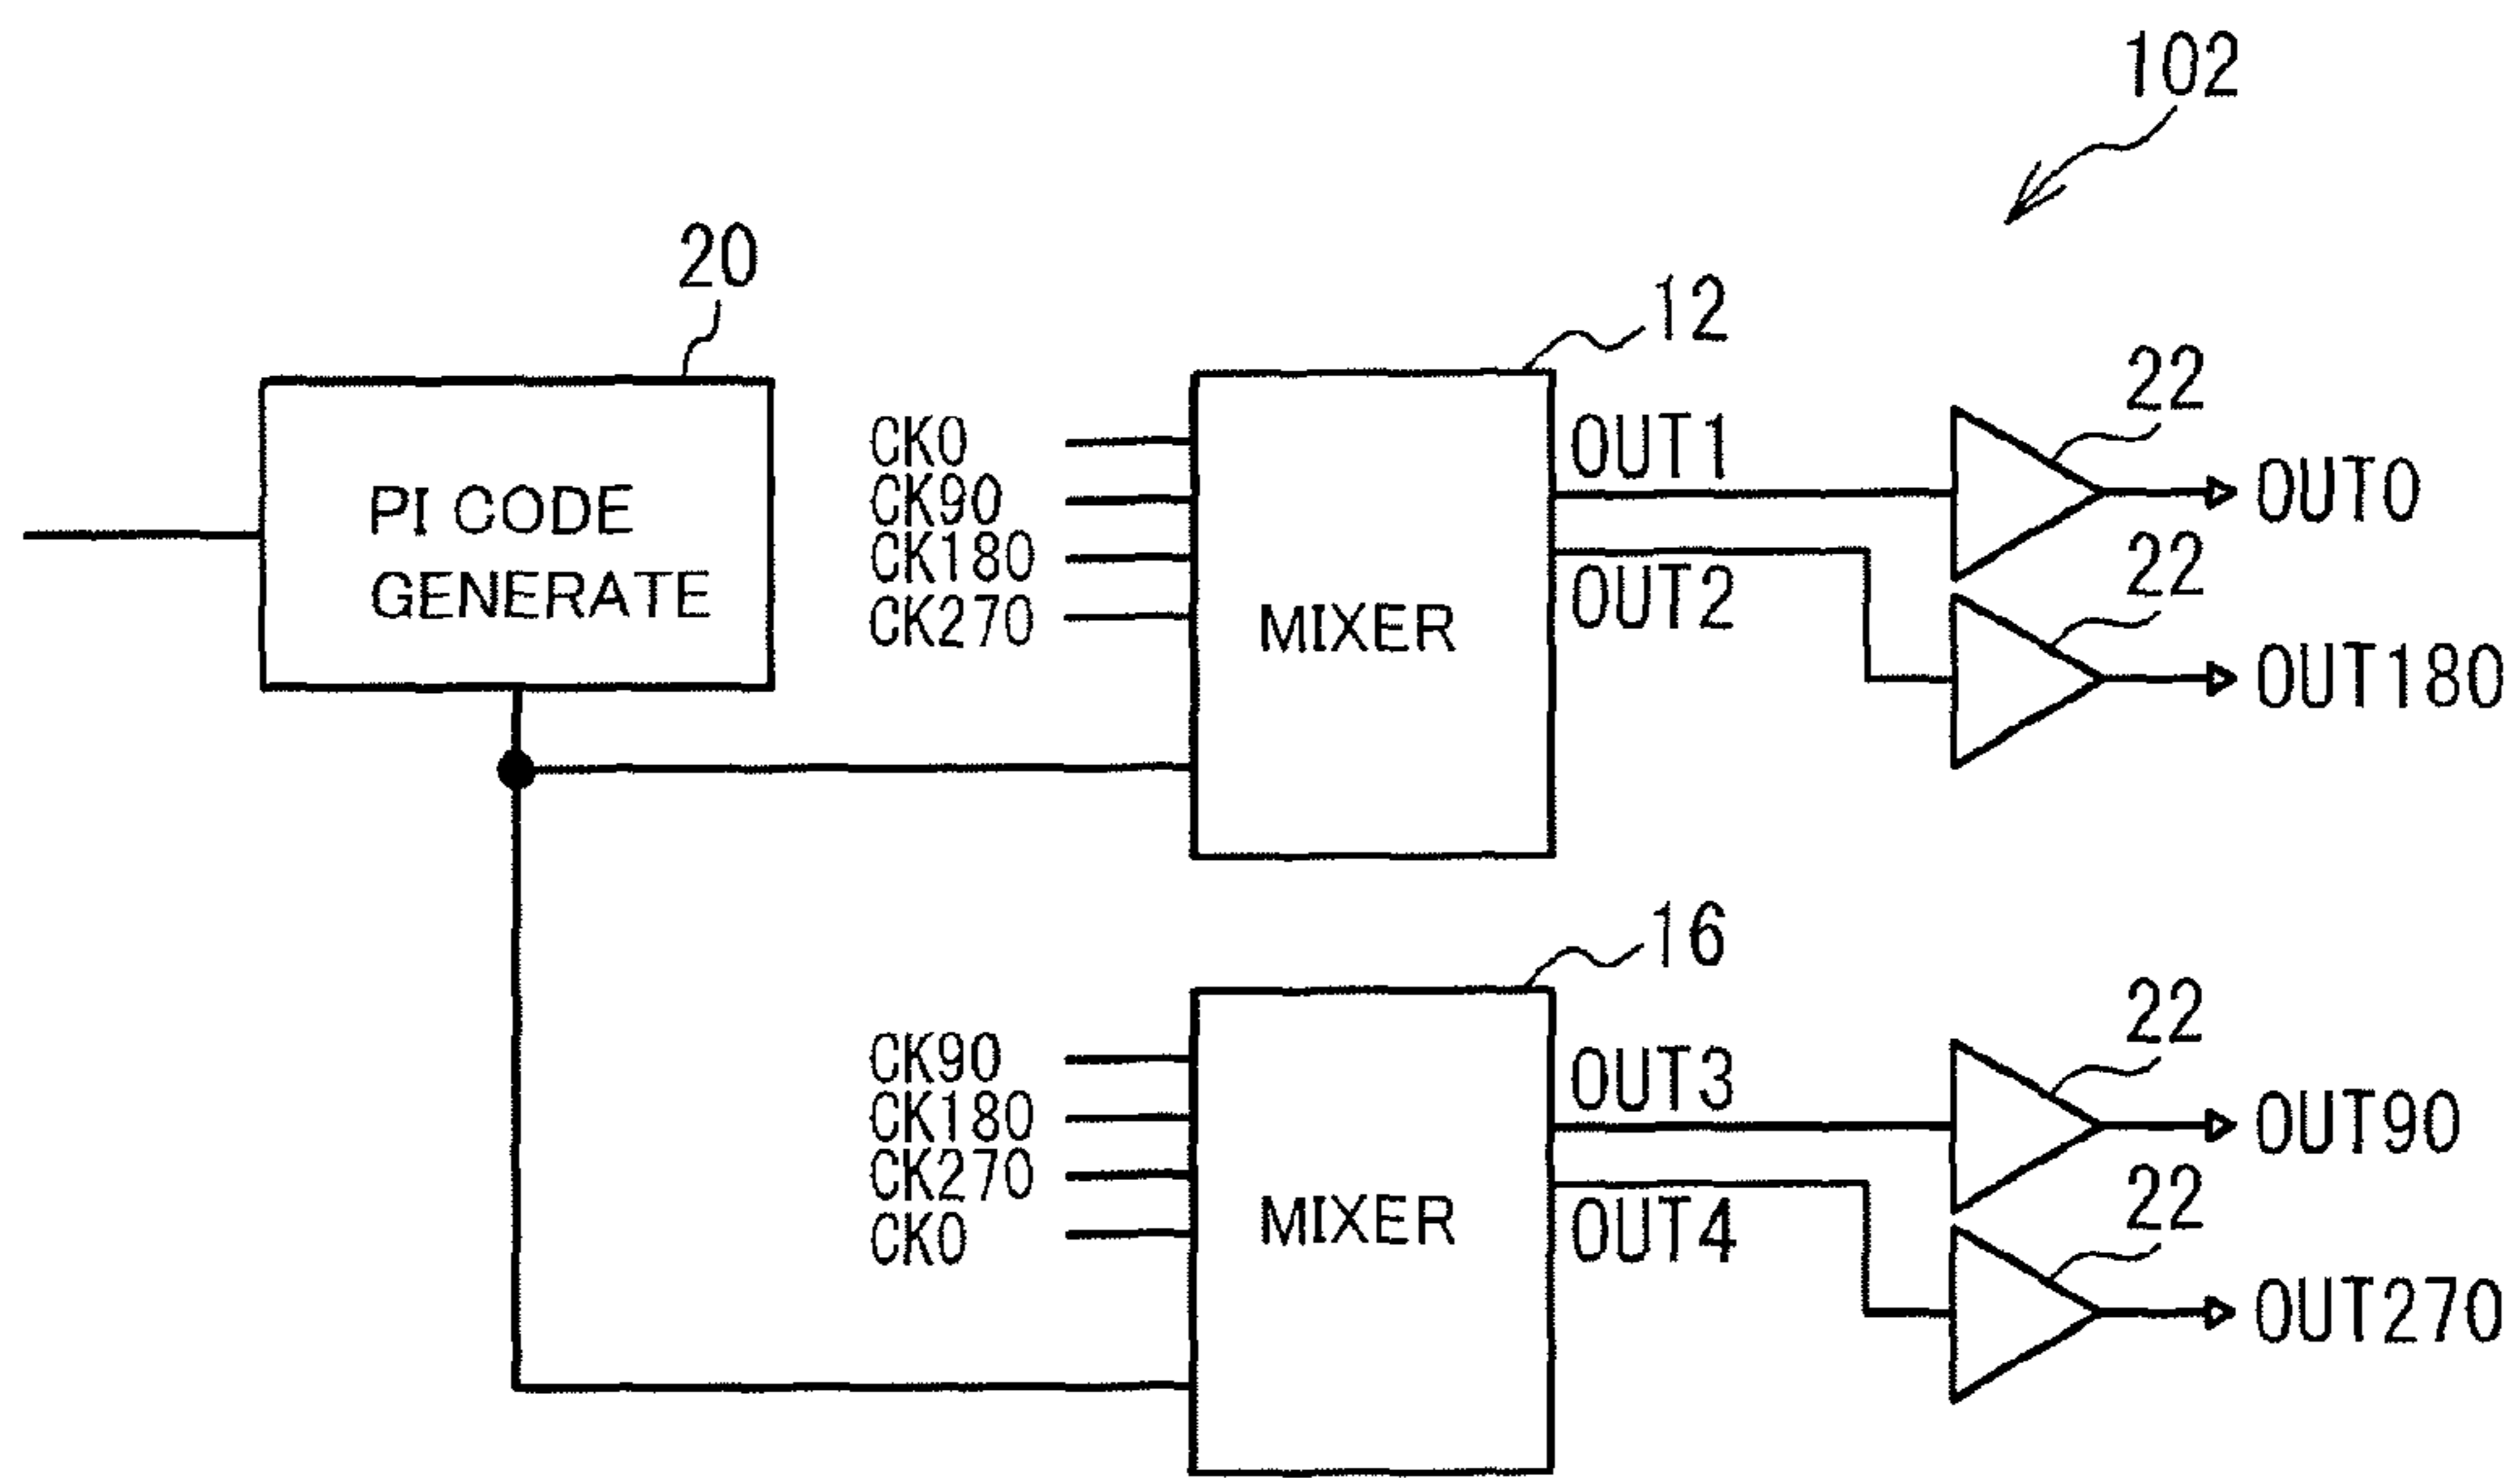 102
20
PI CODE
GENERATE
12
CK0
CK90
CK180
CK270
MIXER
OUT1
OUT2
22
OUT0
22
OUT180
16
CK90
CK180
CK270
CK0
MIXER
OUT3
OUT4
22
OUT90
22
OUT270